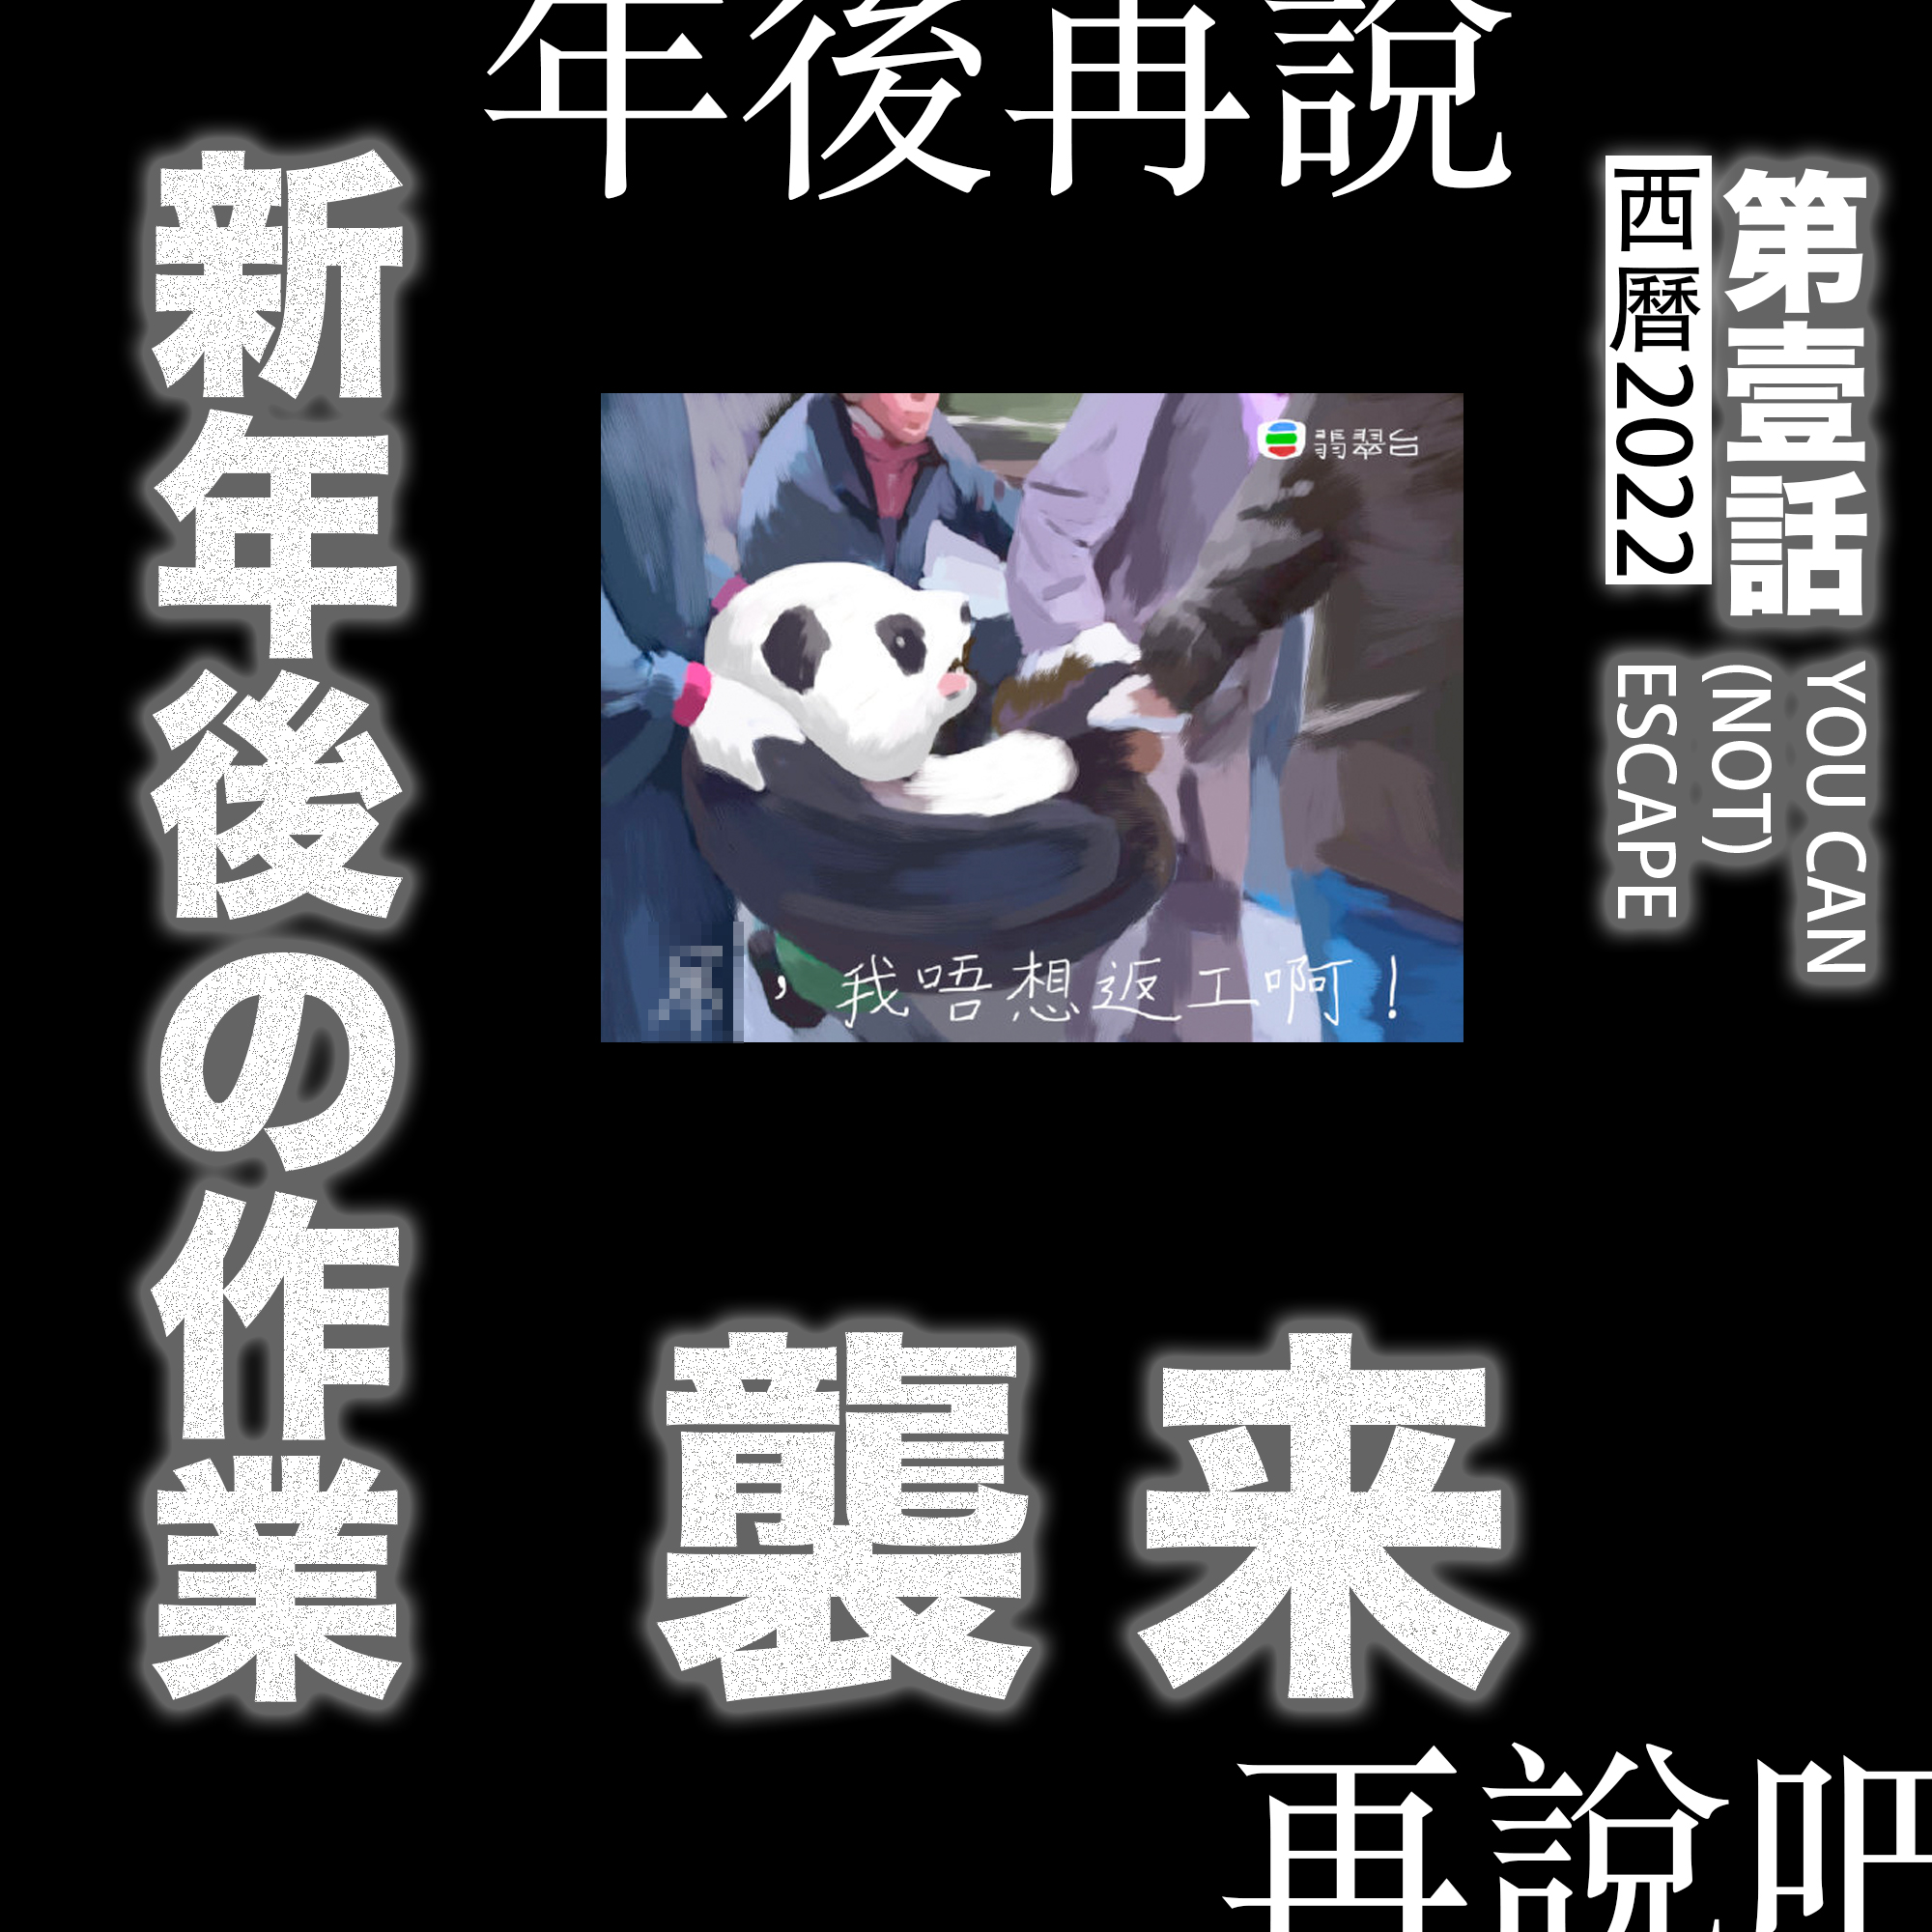 年後再說
第壹話
西曆2022
YOU CAN
(NOT)
ESCAPE
新年後の作業
翡翠台
，我唔想返工啊！
襲来
再說吧